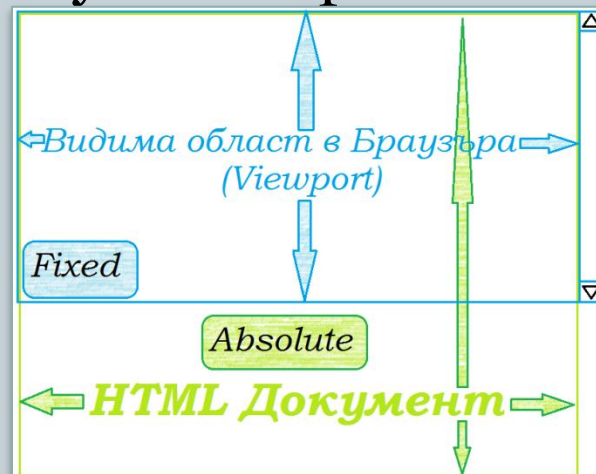 Видима област в Браузъра
(Viewport)
Fixed
Absolute
HTML Документ